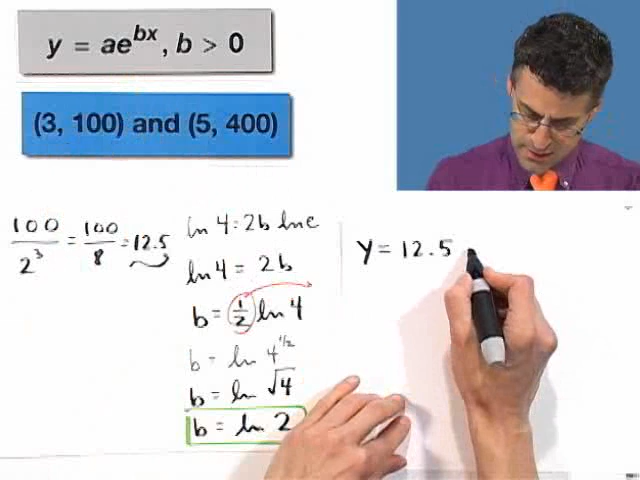 y = ae^{bx}, b > 0
(3, 100) and (5, 400)
100/2^3 = 100/8 = 12.5
ln 4 = 2b ln e
ln 4 = 2b
b = 1/2 ln 4
b = ln 4^{1/2}
b = ln √4
b = ln 2
y = 12.5